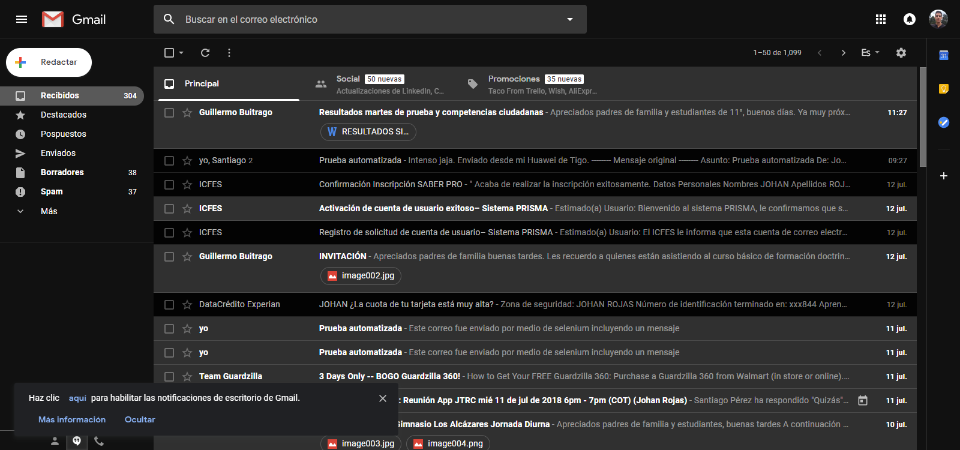 Gmail
Buscar en el correo electrónico
Redactar
Recibidos 304
Destacados
Pospuestos
Enviados
Borradores 38
Spam 37
Más
1–50 de 1,099
Es
Principal
Social 50 nuevas
Actualizaciones de LinkedIn, C...
Promociones 35 nuevas
Taco From Trello, Wish, AliExpr...
Guillermo Buitrago Resultados martes de prueba y competencias ciudadanas - Apreciados padres de familia y estudiantes de 11°, buenos días. Ya muy próx... 11:27
W RESULTADOS SI...
yo, Santiago 2 Prueba automatizada - Intenso jaja. Enviado desde mi Huawei de Tigo. ─── Mensaje original ─── Asunto: Prueba automatizada De: Jo... 09:27
ICFES Confirmación Inscripción SABER PRO - " Acaba de realizar la inscripción exitosamente. Datos Personales Nombres JOHAN Apellidos ROJ... 12 jul.
ICFES Activación de cuenta de usuario exitoso– Sistema PRISMA - Estimado(a) Usuario: Bienvenido al sistema PRISMA, le confirmamos que s... 12 jul.
ICFES Registro de solicitud de cuenta de usuario– Sistema PRISMA - Estimado(a) Usuario: El ICFES le informa que esta cuenta de correo electr... 12 jul.
Guillermo Buitrago INVITACIÓN - Apreciados padres de familia buenas tardes. Les recuerdo a quienes están asistiendo al curso básico de formación doctrin... 12 jul.
image002.jpg
DataCrédito Experian JOHAN ¿La cuota de tu tarjeta está muy alta? - Zona de seguridad: JOHAN ROJAS Número de identificación terminado en: xxx844 Apren... 12 jul.
yo Prueba automatizada - Este correo fue enviado por medio de selenium incluyendo un mensaje 11 jul.
yo Prueba automatizada - Este correo fue enviado por medio de selenium incluyendo un mensaje 11 jul.
Team Guardzilla 3 Days Only -- BOGO Guardzilla 360! - How to Get Your FREE Guardzilla 360: Purchase a Guardzilla 360 from Walmart (in store or online).... 11 jul.
: Reunión App JTRC mié 11 de jul de 2018 6pm - 7pm (COT) (Johan Rojas) - Santiago Pérez ha respondido "Quizás"... 11 jul.
Gimnasio Los Alcázares Jornada Diurna - Apreciados padres de familia y estudiantes, buenas tardes A continuación ... 10 jul.
image003.jpg image004.png
Haz clic aquí para habilitar las notificaciones de escritorio de Gmail.
Más información Ocultar